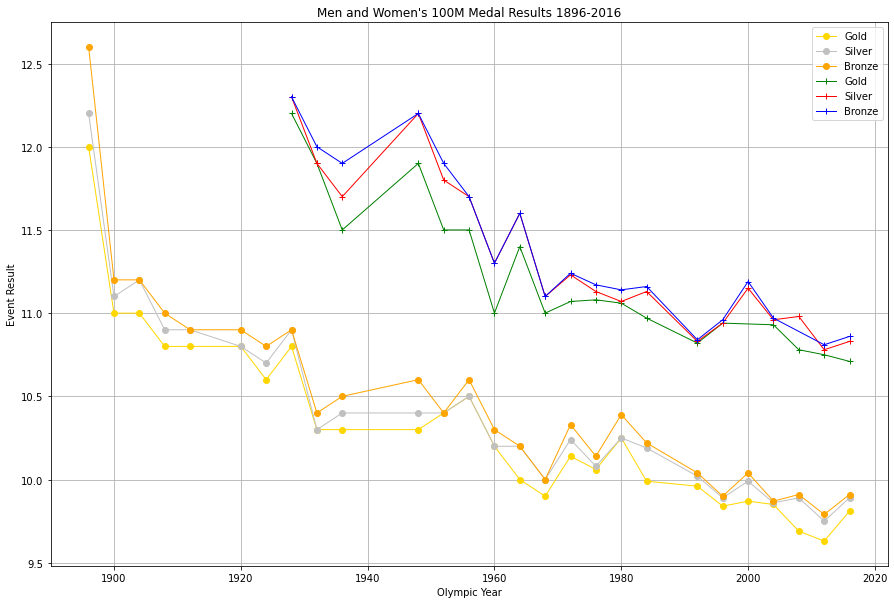 Men and Women's 100M Medal Results 1896-2016
Gold
Silver
Bronze
Gold
Silver
Bronze
12.5
12.0
11.5
11.0
10.5
10.0
9.5
Event Result
1900
1920
1940
1960
1980
2000
2020
Olympic Year